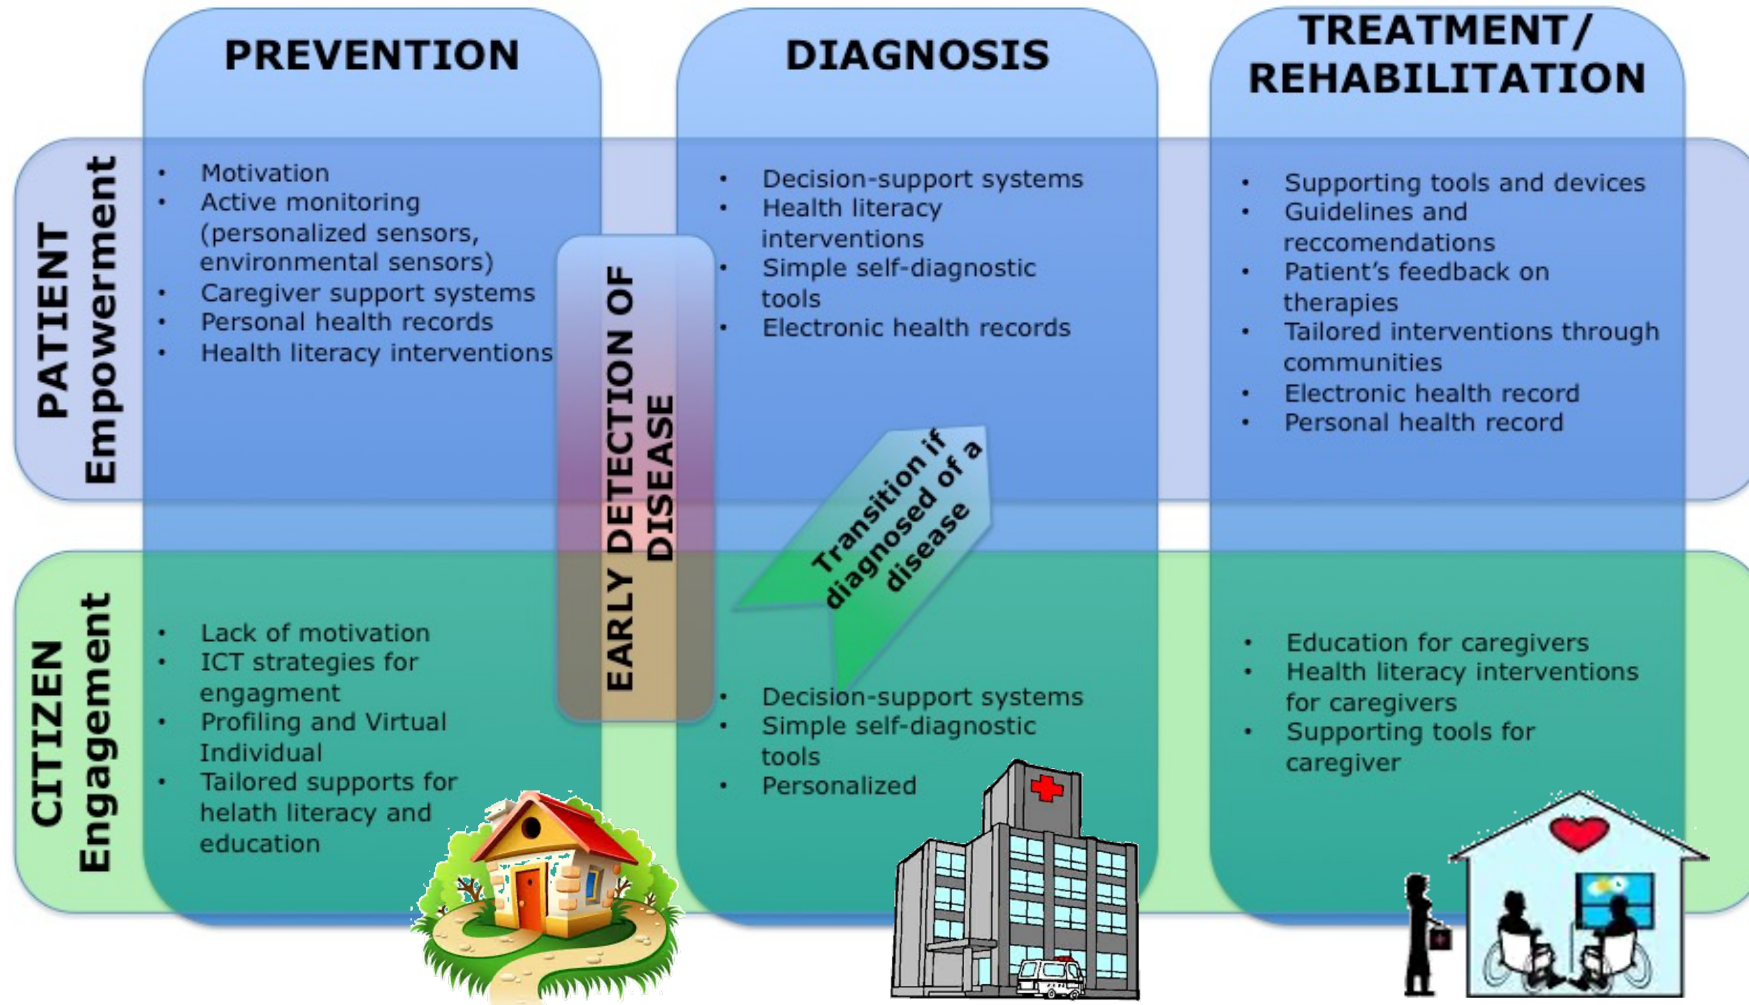 PREVENTION
DIAGNOSIS
TREATMENT/
REHABILITATION
PATIENT
Empowerment
• Motivation
• Active monitoring
(personalized sensors,
environmental sensors)
• Caregiver support systems
• Personal health records
• Health literacy interventions
• Decision-support systems
• Health literacy
interventions
• Simple self-diagnostic
tools
• Electronic health records
• Supporting tools and devices
• Guidelines and
reccomendations
• Patient’s feedback on
therapies
• Tailored interventions through
communities
• Electronic health record
• Personal health record
EARLY DETECTION OF
DISEASE
Transition if
diagnosed of a
disease
CITIZEN
Engagement
• Lack of motivation
• ICT strategies for
engagment
• Profiling and Virtual
Individual
• Tailored supports for
helath literacy and
education
• Decision-support systems
• Simple self-diagnostic
tools
• Personalized
• Education for caregivers
• Health literacy interventions
for caregivers
• Supporting tools for
caregiver